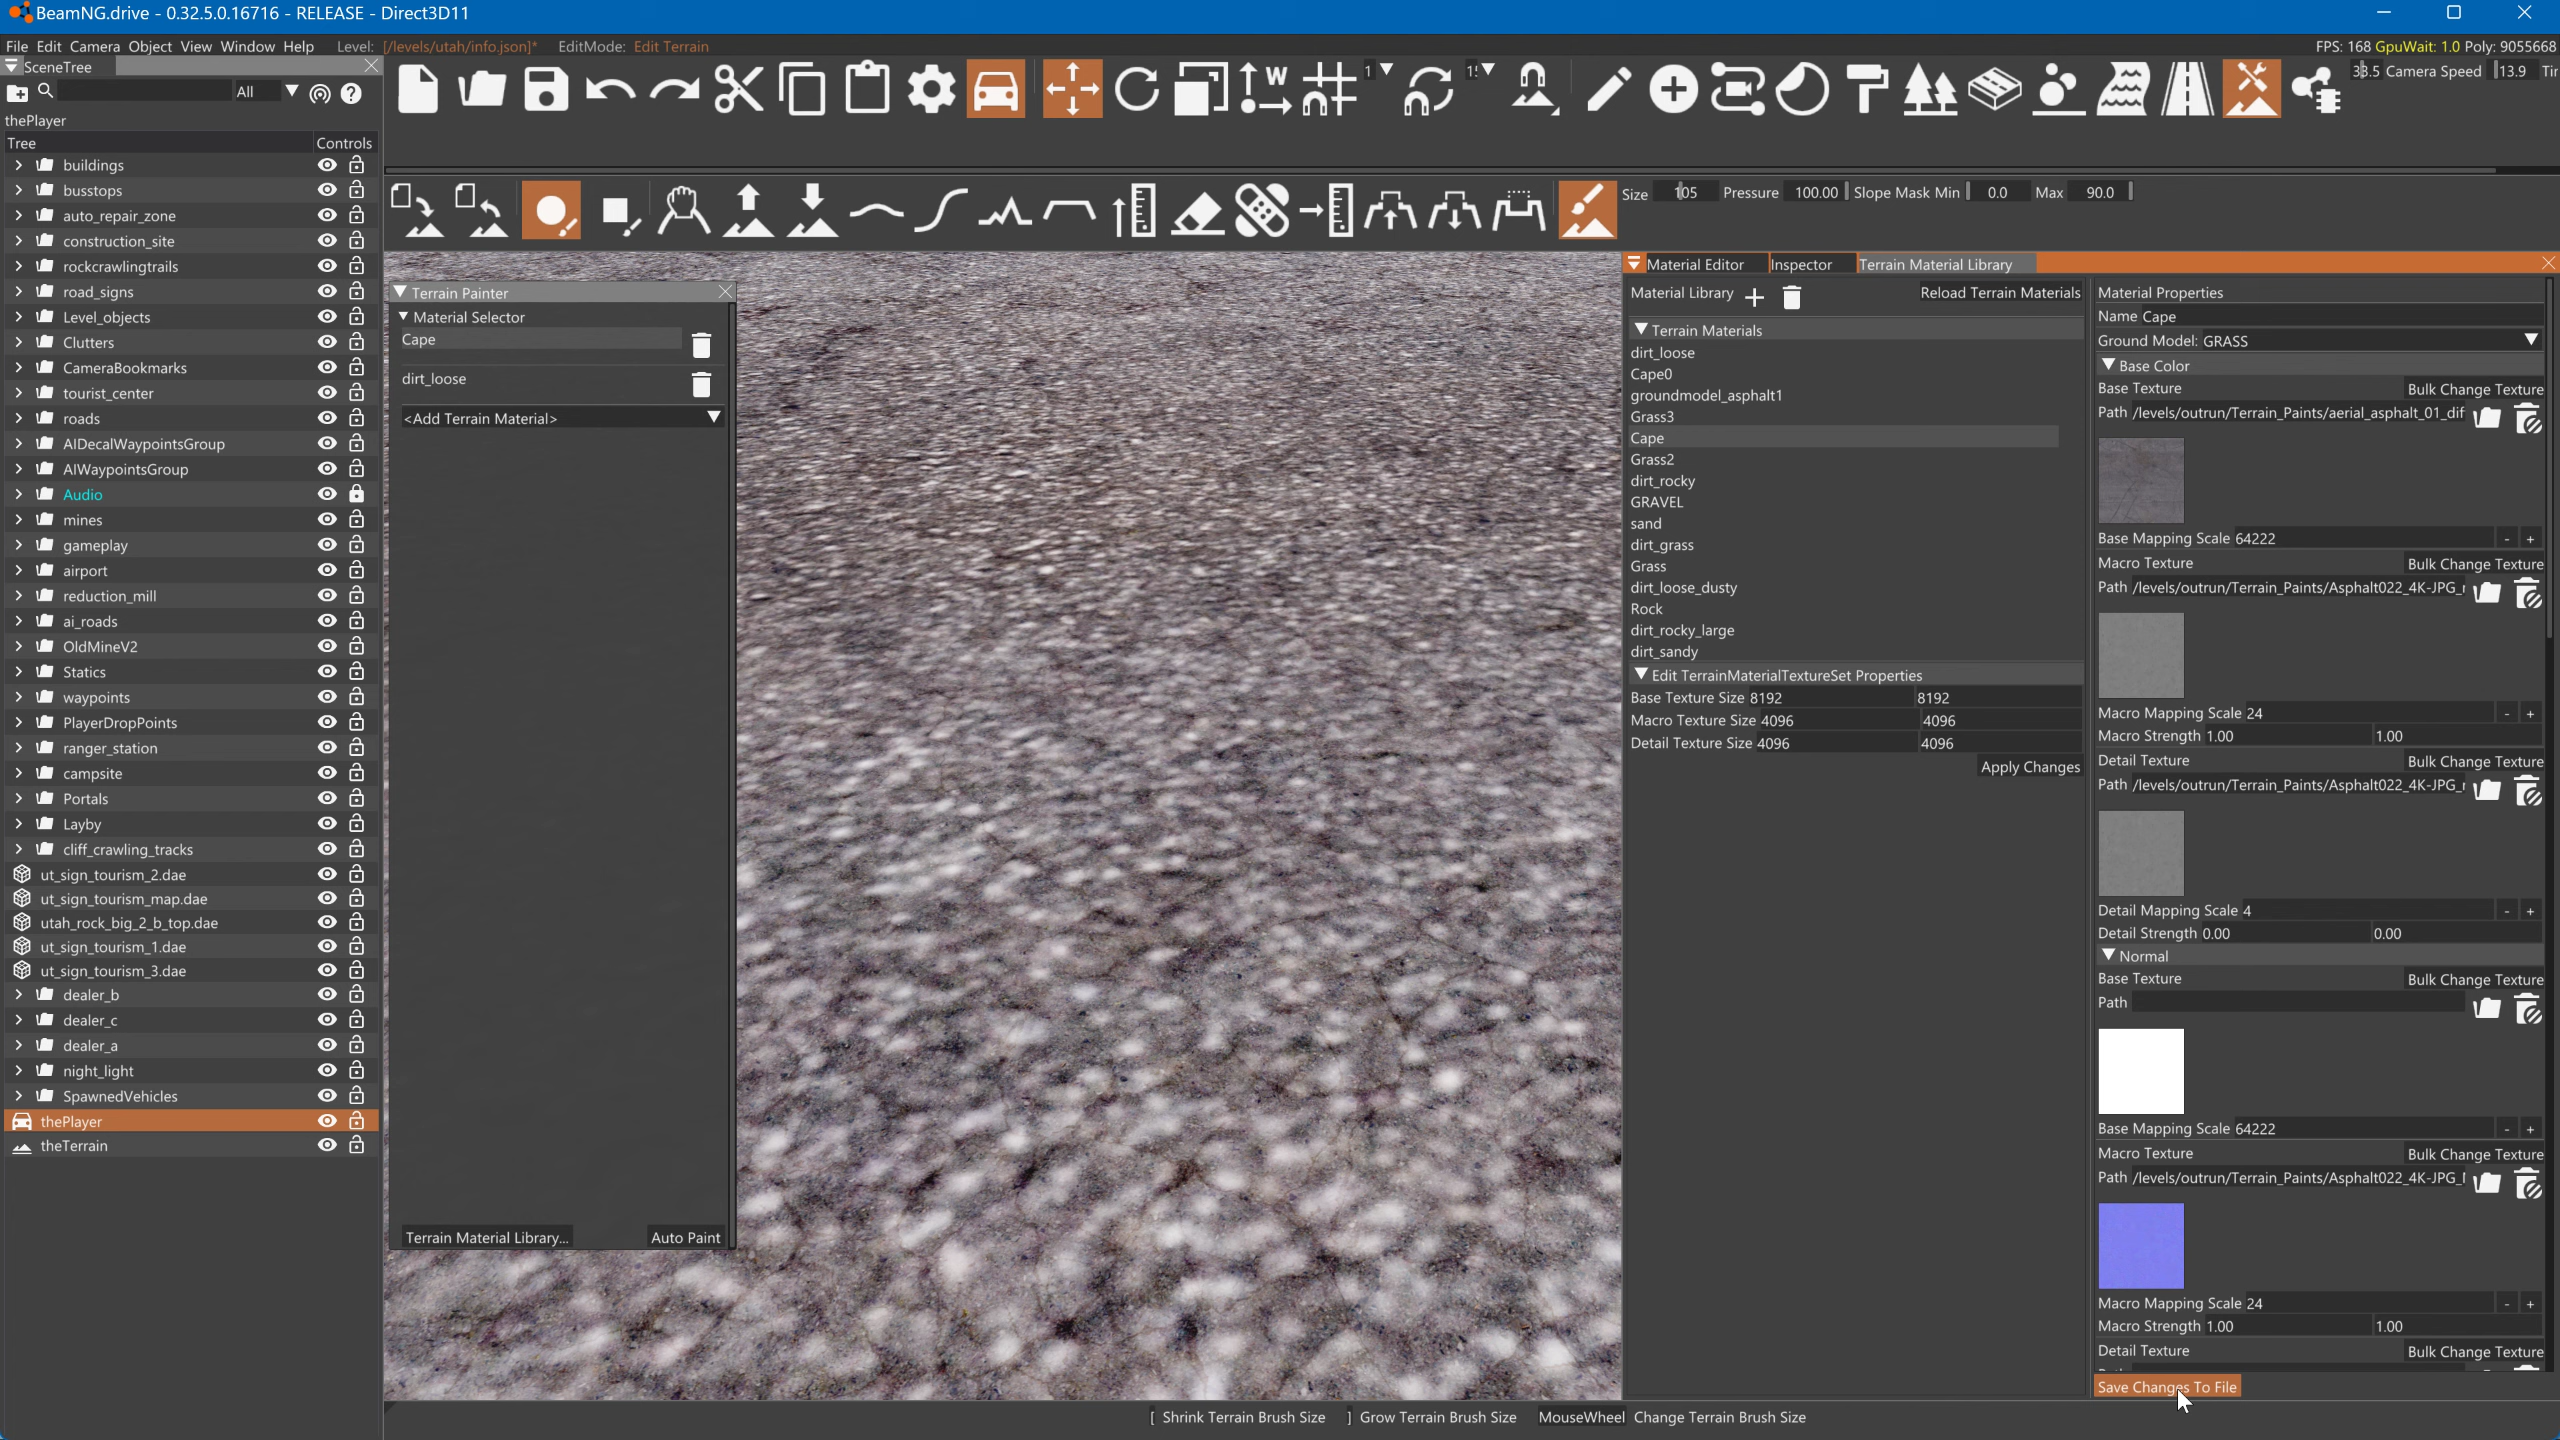 BeamNG.drive - 0.32.5.0.16716 - RELEASE - Direct3D11
File Edit Camera Object View Window Help Level: [/levels/utah/info.json]* EditMode: Edit Terrain
FPS: 168 GpuWait: 1.0 Poly: 9055668
SceneTree
All
thePlayer
Tree Controls
buildings
busstops
auto_repair_zone
construction_site
rockcrawlingtrails
road_signs
Level_objects
Clutters
CameraBookmarks
tourist_center
roads
AIDecalWaypointsGroup
AIWaypointsGroup
Audio
mines
gameplay
airport
reduction_mill
ai_roads
OldMineV2
Statics
waypoints
PlayerDropPoints
ranger_station
campsite
Portals
Layby
cliff_crawling_tracks
ut_sign_tourism_2.dae
ut_sign_tourism_map.dae
utah_rock_big_2_b_top.dae
ut_sign_tourism_1.dae
ut_sign_tourism_3.dae
dealer_b
dealer_c
dealer_a
night_light
SpawnedVehicles
thePlayer
theTerrain
W 1 33.5 Camera Speed 13.9
Size 105 Pressure 100.00 Slope Mask Min 0.0 Max 90.0
Terrain Painter
Material Selector
Cape
dirt_loose
<Add Terrain Material>
Terrain Material Library... Auto Paint
Material Editor Inspector Terrain Material Library
Material Library Reload Terrain Materials
Terrain Materials
dirt_loose
Cape0
groundmodel_asphalt1
Grass3
Cape
Grass2
dirt_rocky
GRAVEL
sand
dirt_grass
Grass
dirt_loose_dusty
Rock
dirt_rocky_large
dirt_sandy
Edit TerrainMaterialTextureSet Properties
Base Texture Size 8192 8192
Macro Texture Size 4096 4096
Detail Texture Size 4096 4096
Apply Changes
Material Properties
Name Cape
Ground Model: GRASS
Base Color
Base Texture Bulk Change Texture
Path /levels/outrun/Terrain_Paints/aerial_asphalt_01_dif
Base Mapping Scale 64222 - +
Macro Texture Bulk Change Texture
Path /levels/outrun/Terrain_Paints/Asphalt022_4K-JPG_
Macro Mapping Scale 24 - +
Macro Strength 1.00 1.00
Detail Texture Bulk Change Texture
Path /levels/outrun/Terrain_Paints/Asphalt022_4K-JPG_
Detail Mapping Scale 4 - +
Detail Strength 0.00 0.00
Normal
Base Texture Bulk Change Texture
Path
Base Mapping Scale 64222 - +
Macro Texture Bulk Change Texture
Path /levels/outrun/Terrain_Paints/Asphalt022_4K-JPG_
Macro Mapping Scale 24 - +
Macro Strength 1.00 1.00
Detail Texture Bulk Change Texture
Save Changes To File
[ Shrink Terrain Brush Size ] Grow Terrain Brush Size MouseWheel Change Terrain Brush Size